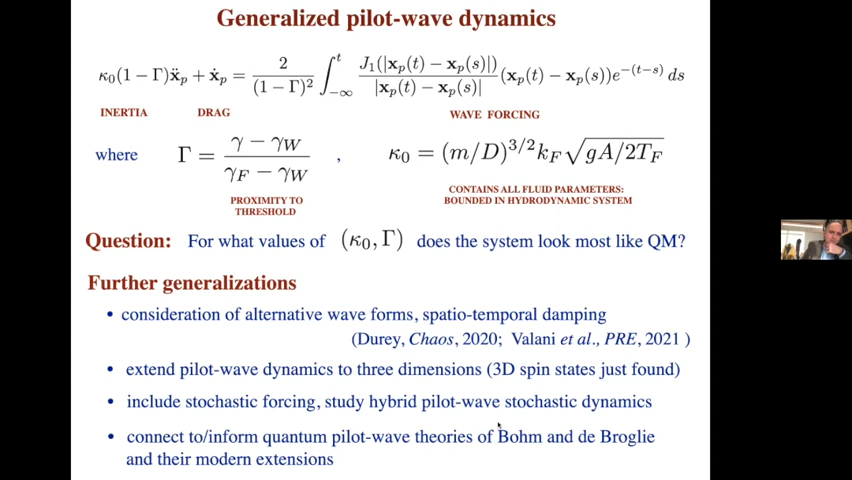 Generalized pilot-wave dynamics
κ₀(1 − Γ)ẍₚ + ẋₚ = 2/(1 − Γ)² ∫_{−∞}^{t} J₁(|xₚ(t) − xₚ(s)|)/|xₚ(t) − xₚ(s)| (xₚ(t) − xₚ(s))e^{−(t−s)} ds
INERTIA DRAG WAVE FORCING
where Γ = (γ − γ_W)/(γ_F − γ_W) , κ₀ = (m/D)^{3/2} k_F √(gA/2T_F)
PROXIMITY TO
THRESHOLD
CONTAINS ALL FLUID PARAMETERS:
BOUNDED IN HYDRODYNAMIC SYSTEM
Question: For what values of (κ₀, Γ) does the system look most like QM?
Further generalizations
• consideration of alternative wave forms, spatio-temporal damping
(Durey, Chaos, 2020; Valani et al., PRE, 2021 )
• extend pilot-wave dynamics to three dimensions (3D spin states just found)
• include stochastic forcing, study hybrid pilot-wave stochastic dynamics
• connect to/inform quantum pilot-wave theories of Bohm and de Broglie
and their modern extensions